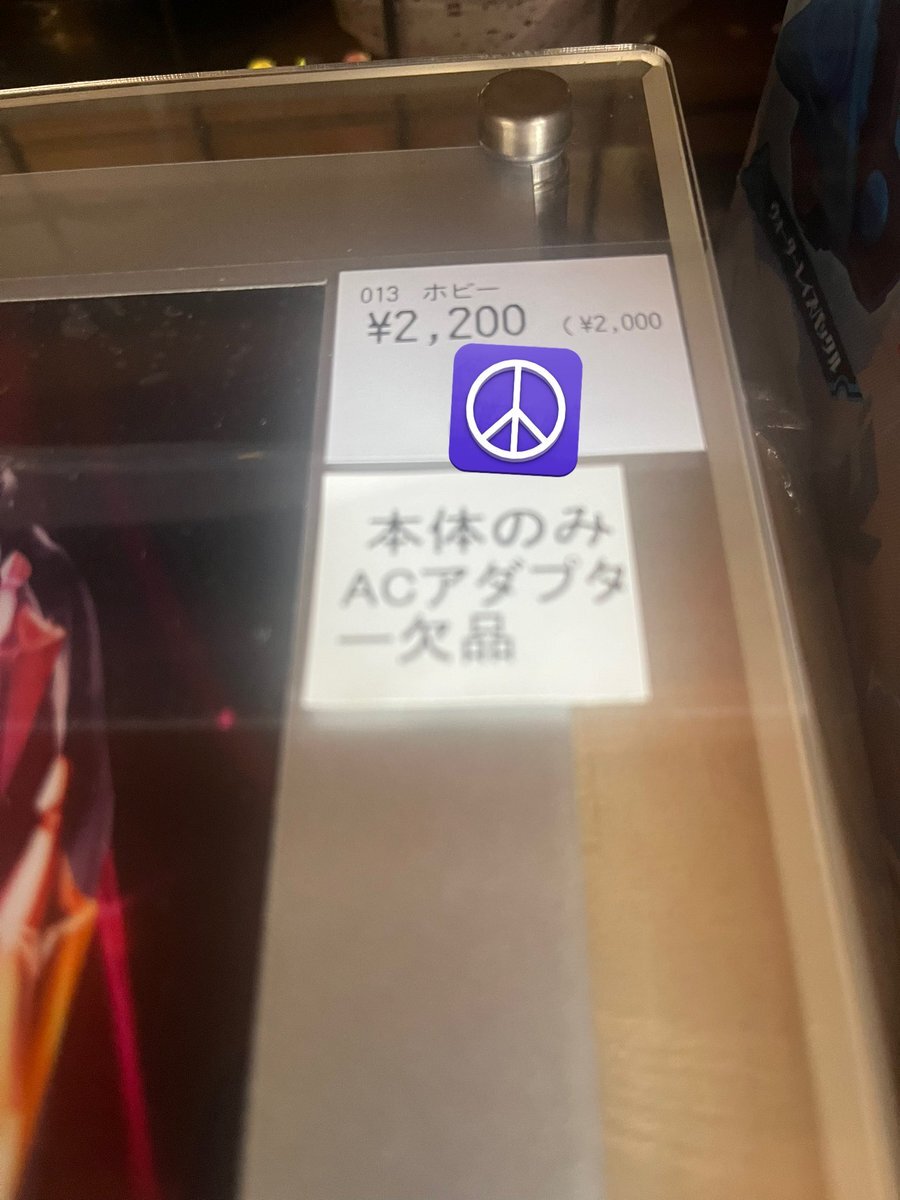 013 ホビー
¥2,200 (¥2,000
本体のみ
ACアダプタ
ー欠品